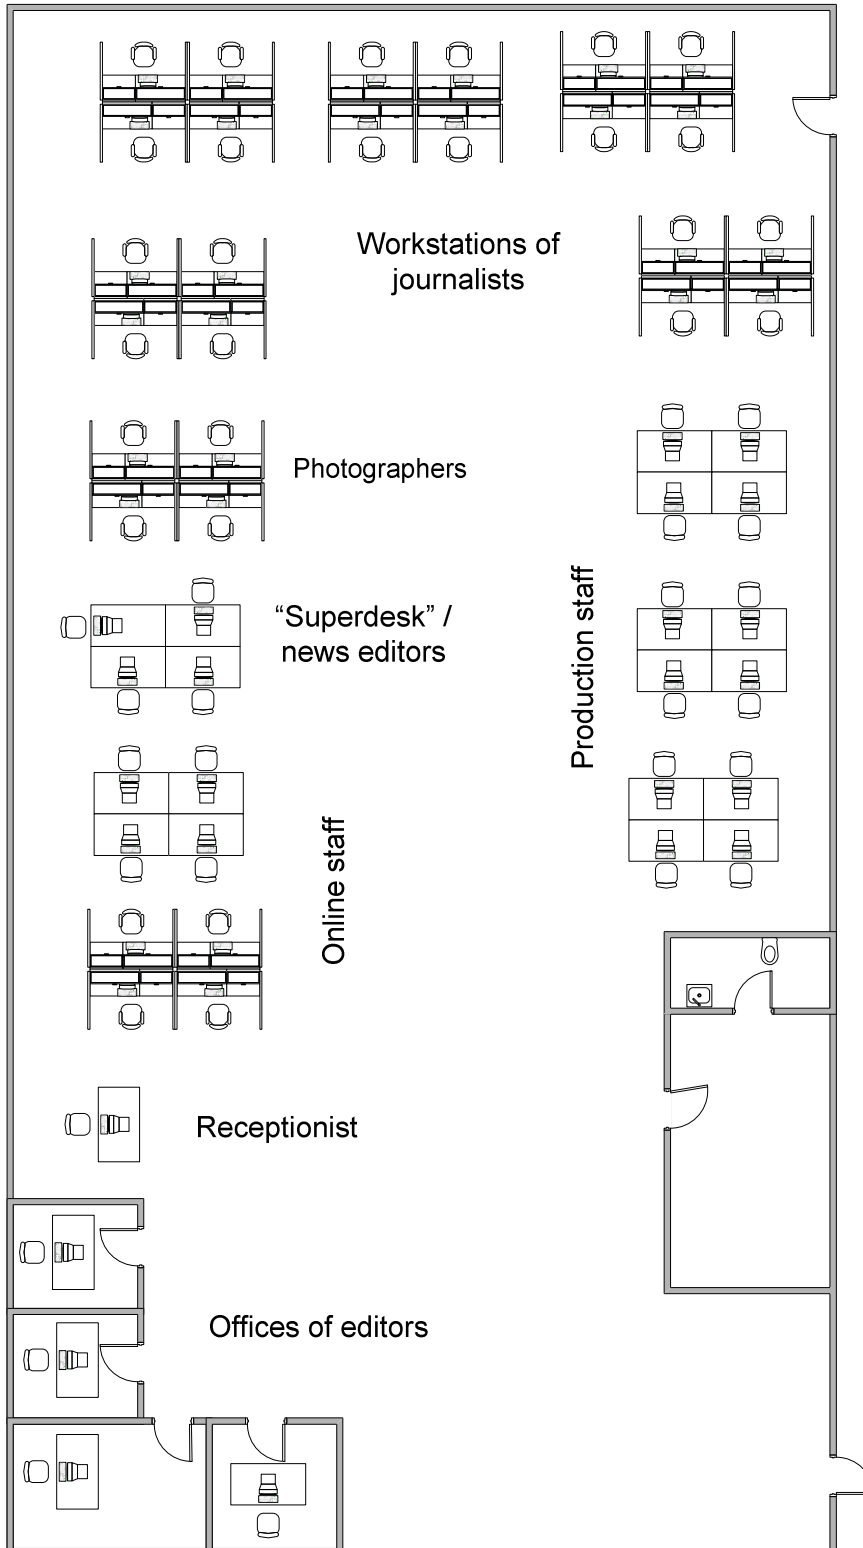 Workstations of
journalists
Photographers
“Superdesk” /
news editors
Production staff
Online staff
Receptionist
Offices of editors